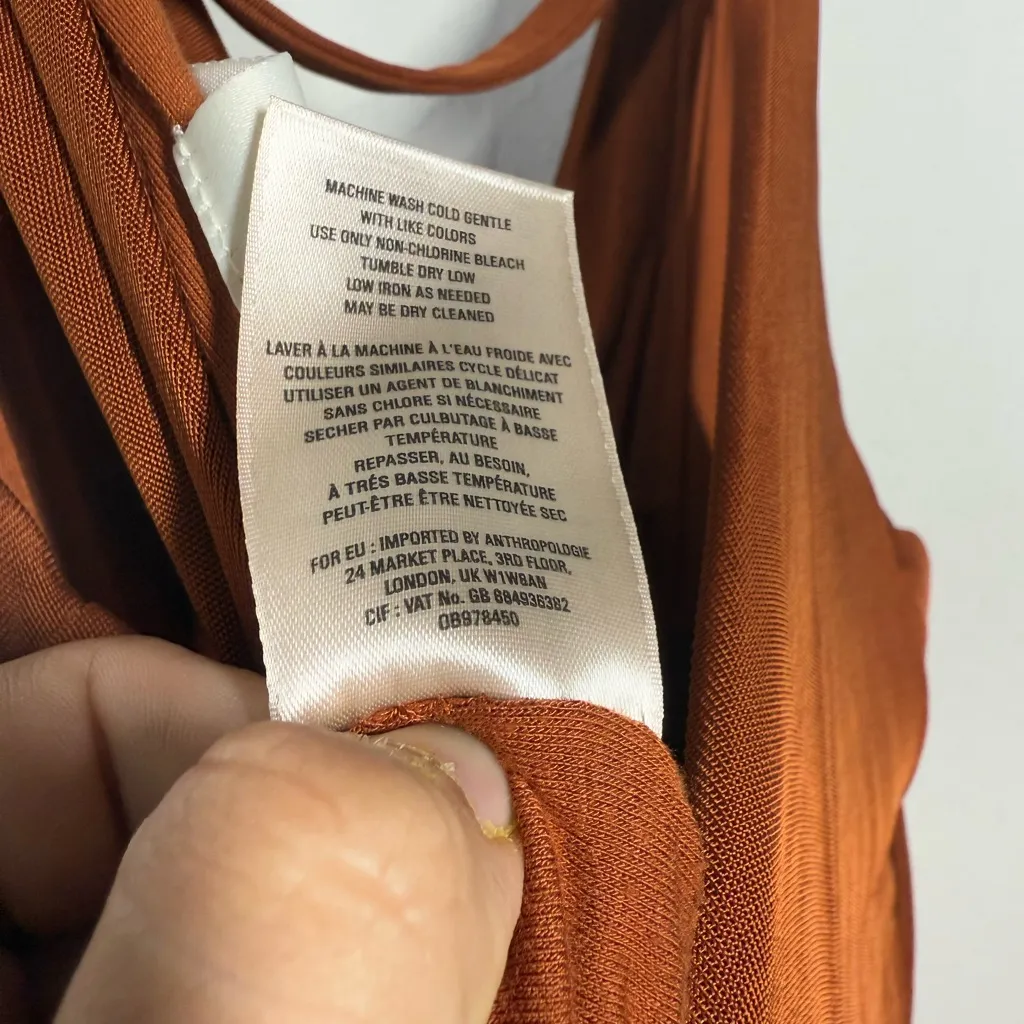 MACHINE WASH COLD GENTLE
WITH LIKE COLORS
USE ONLY NON-CHLORINE BLEACH
TUMBLE DRY LOW
LOW IRON AS NEEDED
MAY BE DRY CLEANED
LAVER À LA MACHINE À L'EAU FROIDE AVEC
COULEURS SIMILAIRES CYCLE DÉLICAT
UTILISER UN AGENT DE BLANCHIMENT
SANS CHLORE SI NÉCESSAIRE
SECHER PAR CULBUTAGE À BASSE
TEMPÉRATURE
REPASSER, AU BESOIN,
À TRÉS BASSE TEMPÉRATURE
PEUT-ÊTRE ÊTRE NETTOYÉE SEC
FOR EU : IMPORTED BY ANTHROPOLOGIE
24 MARKET PLACE, 3RD FLOOR,
LONDON, UK W1W8AN
CIF : VAT No. GB 684936382
0B978450